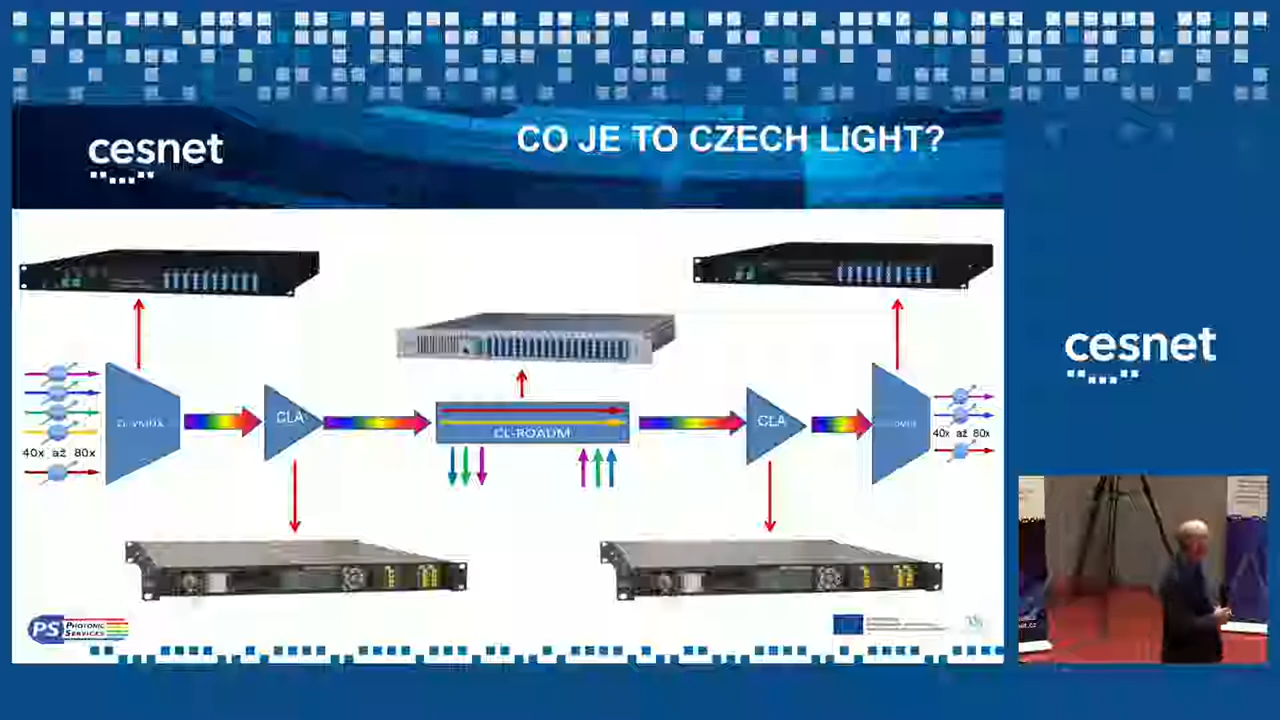 cesnet
CO JE TO CZECH LIGHT?
cesnet
CLA
CL-ROADM
CLA
40x až 80x
40x až 80x
PS PHOTONIC
SERVICES